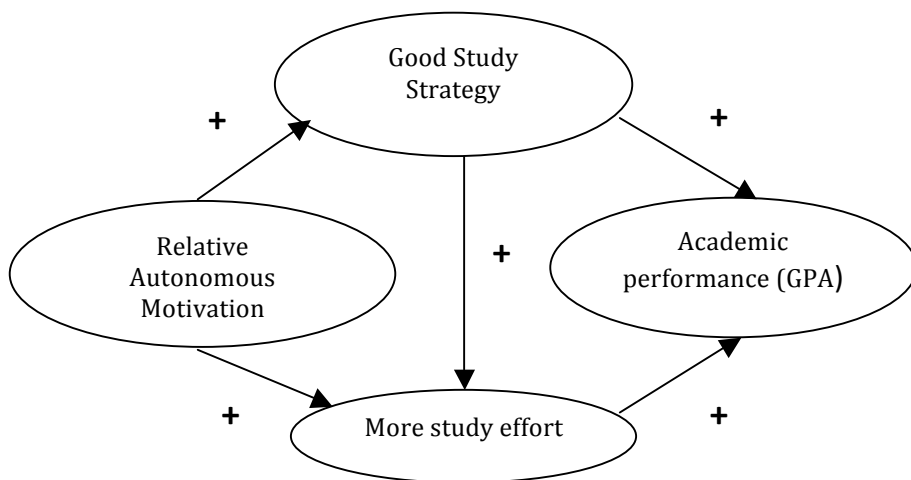 Good Study
Strategy
+
+
Relative
Autonomous
Motivation
+
Academic
performance (GPA)
+
More study effort
+